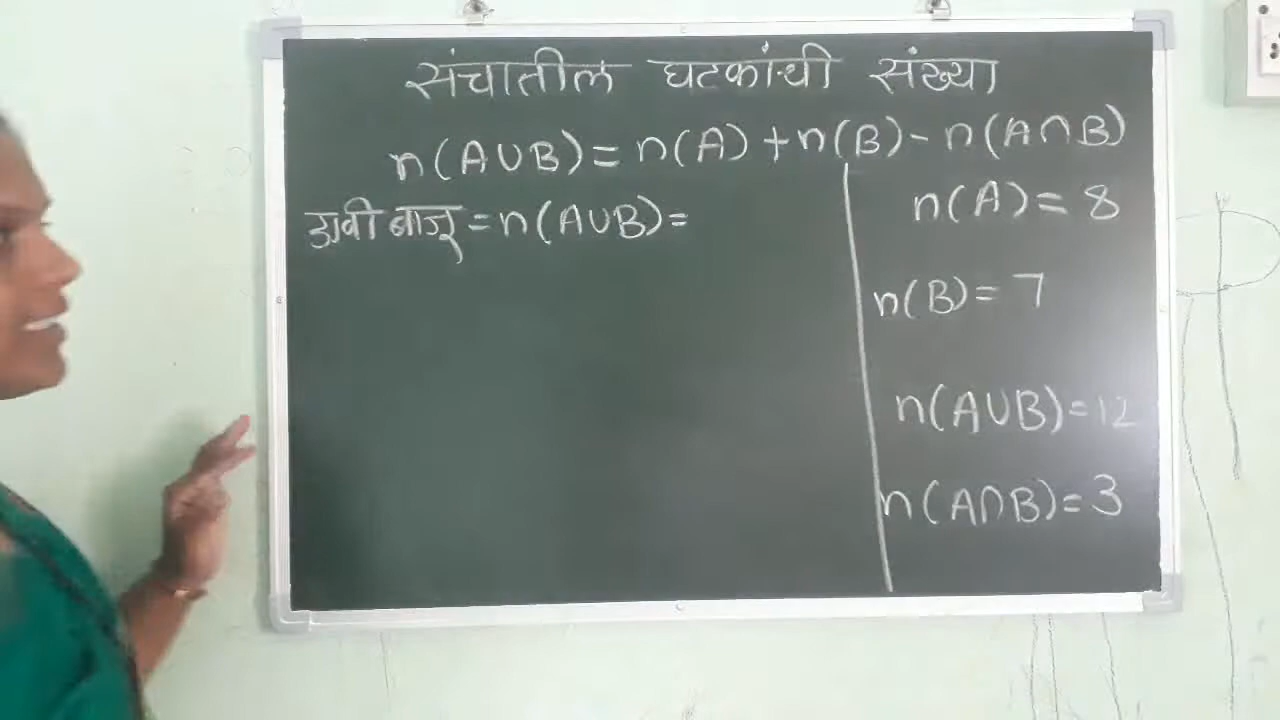 संचातील घटकांची संख्या
n(A∪B)=n(A)+n(B)-n(A∩B)
डावी बाजू=n(A∪B)=
n(A)=8
n(B)=7
n(A∪B)=12
n(A∩B)=3